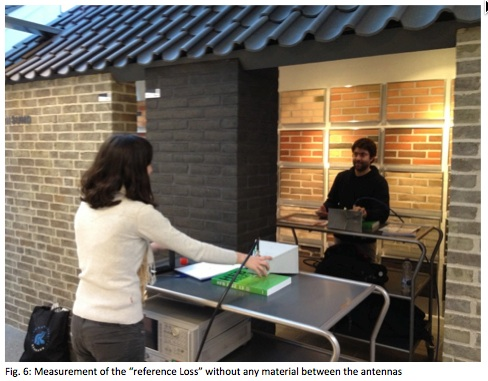 Fig. 6: Measurement of the “reference Loss” without any material between the antennas